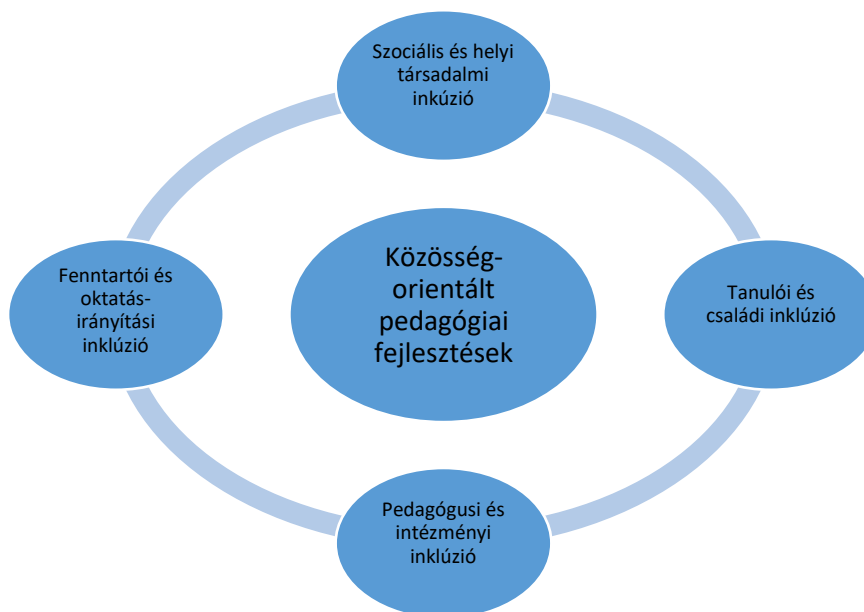 Szociális és helyi
társadalmi
inkúzió
Fenntartói és
oktatás-
irányítási
inklúzió
Közösség-
orientált
pedagógiai
fejlesztések
Tanulói és
családi inklúzió
Pedagógusi és
intézményi
inklúzió